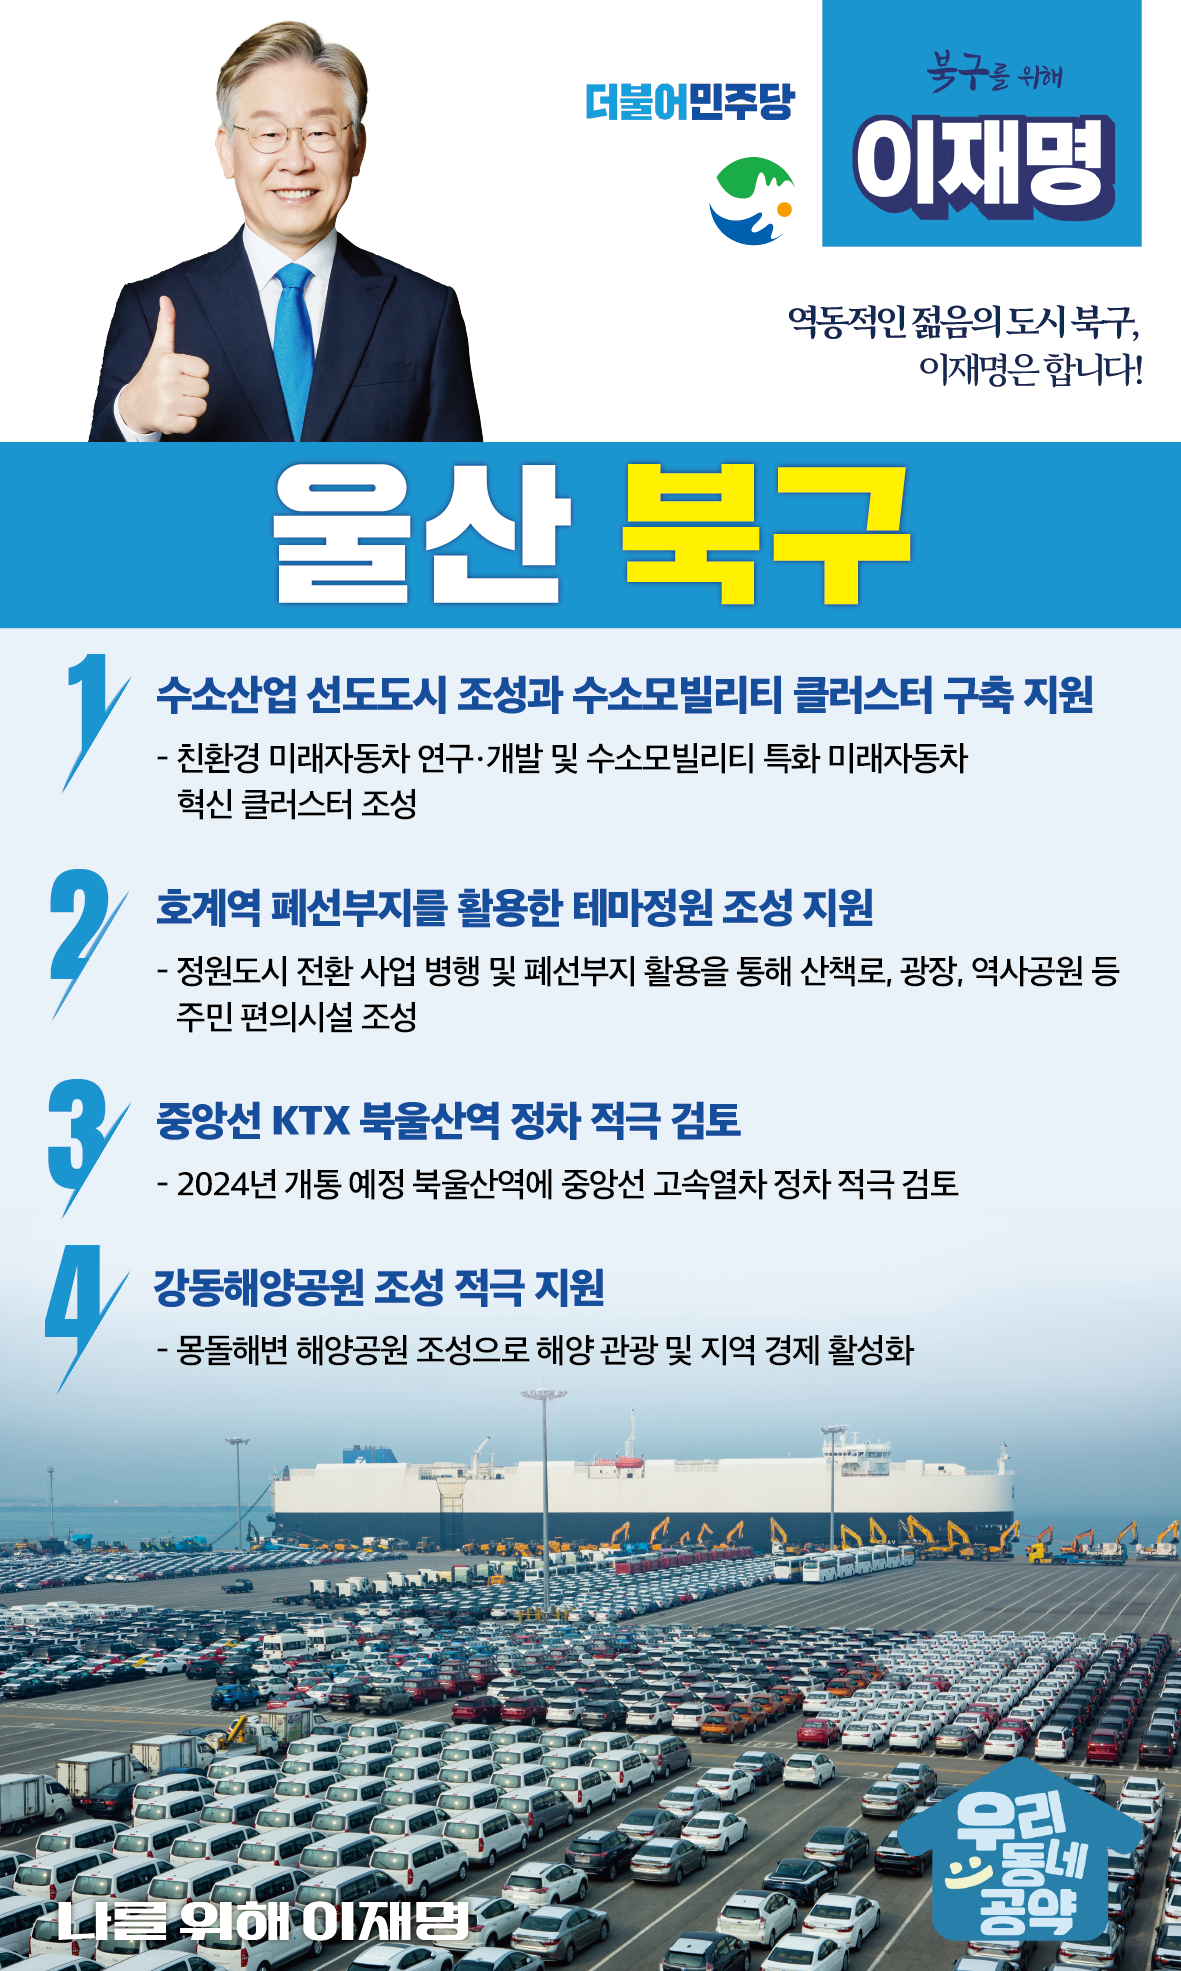 더불어민주당
북구를 위해
이재명
역동적인 젊음의 도시 북구,
이재명은 합니다!
울산 북구
1
수소산업 선도도시 조성과 수소모빌리티 클러스터 구축 지원
- 친환경 미래자동차 연구·개발 및 수소모빌리티 특화 미래자동차
혁신 클러스터 조성
2
호계역 폐선부지를 활용한 테마정원 조성 지원
- 정원도시 전환 사업 병행 및 폐선부지 활용을 통해 산책로, 광장, 역사공원 등
주민 편의시설 조성
3
중앙선 KTX 북울산역 정차 적극 검토
- 2024년 개통 예정 북울산역에 중앙선 고속열차 정차 적극 검토
4
강동해양공원 조성 적극 지원
- 몽돌해변 해양공원 조성으로 해양 관광 및 지역 경제 활성화
나를 위해 이재명
우리
동네
공약